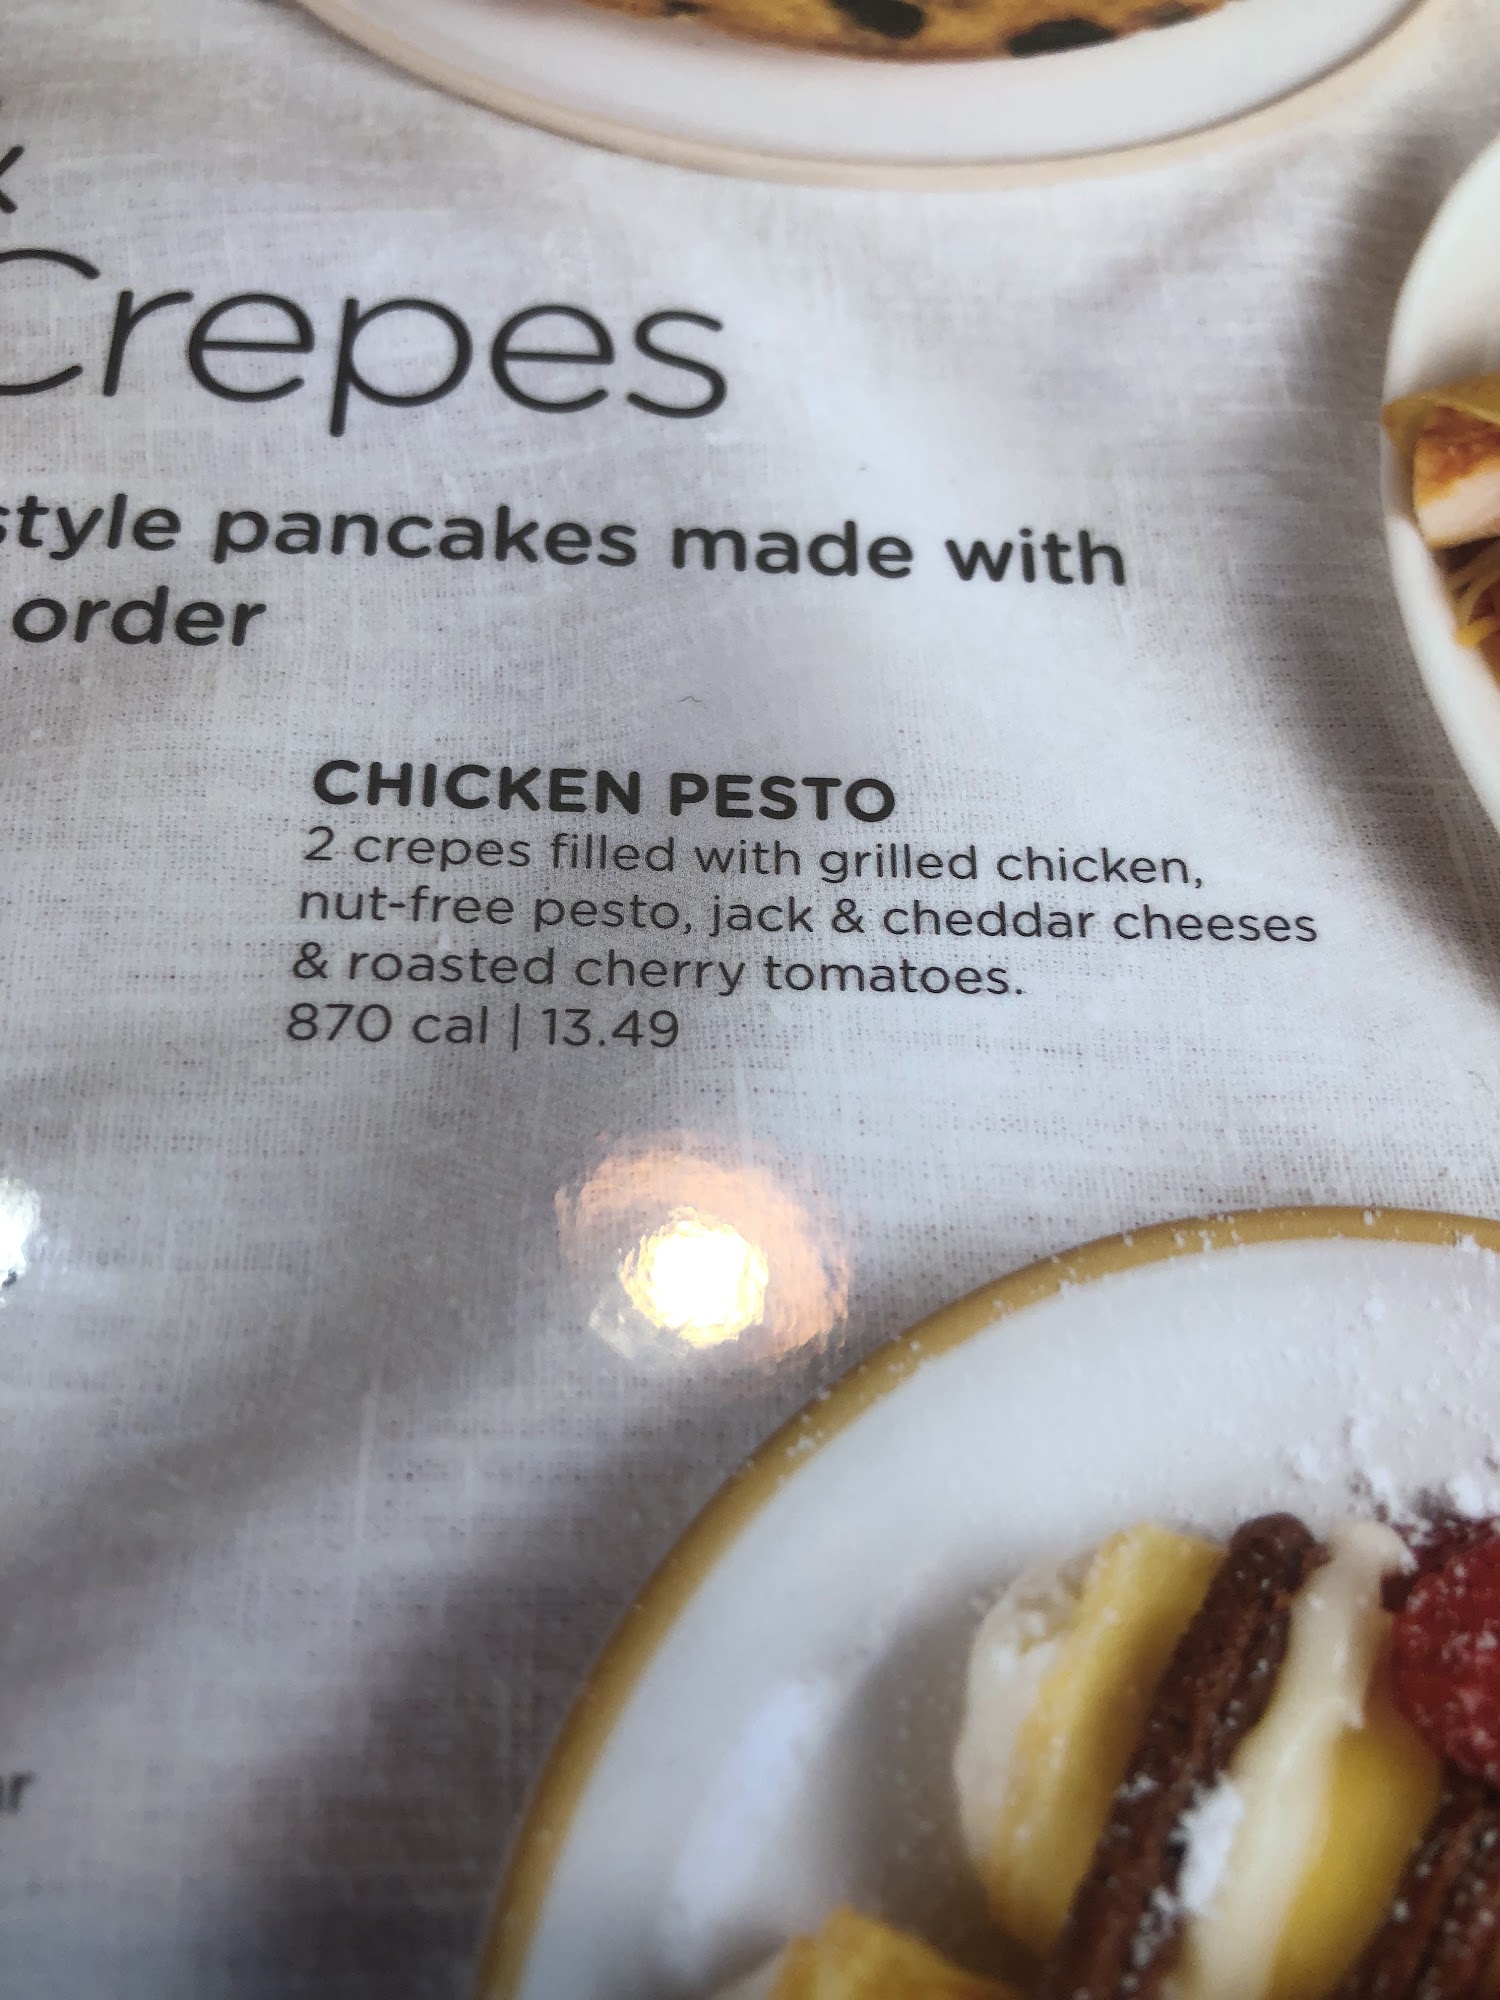 Crepes
style pancakes made with
order
CHICKEN PESTO
2 crepes filled with grilled chicken,
nut-free pesto, jack & cheddar cheeses
& roasted cherry tomatoes.
870 cal | 13.49